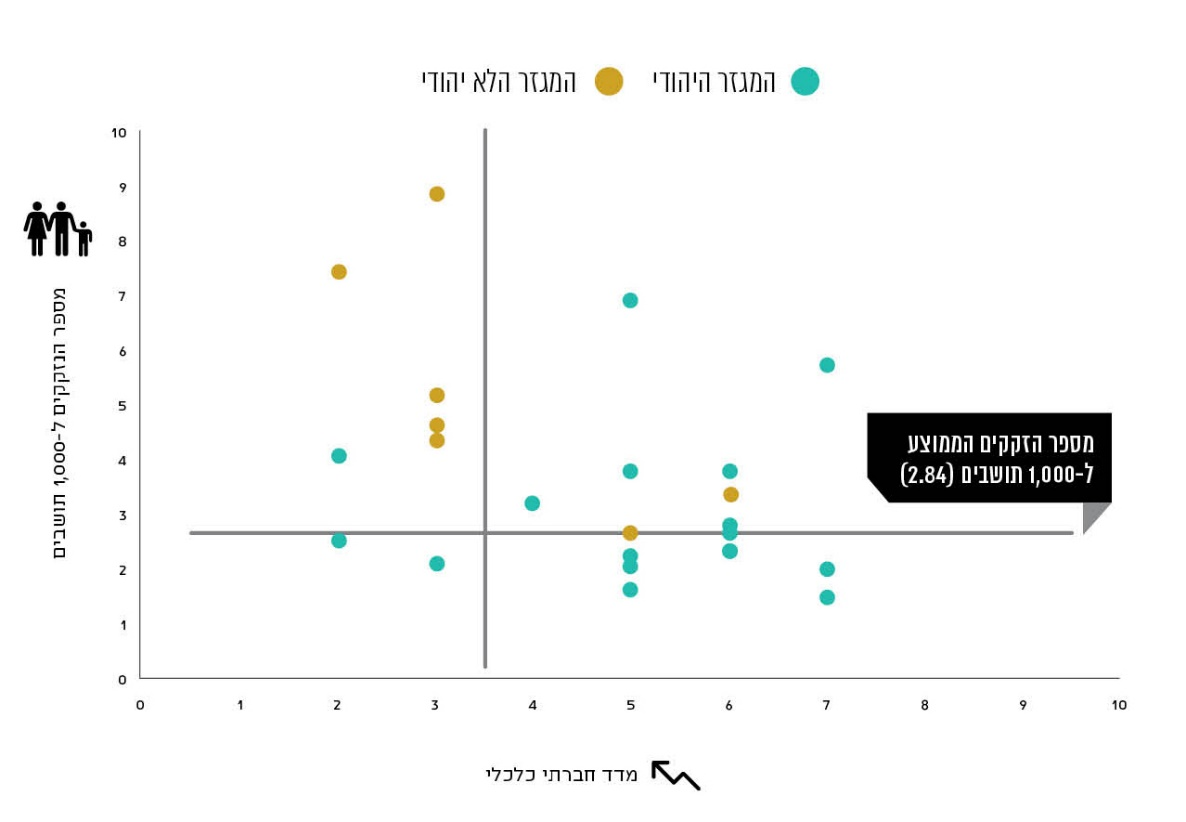 המגזר היהודי
המגזר הלא יהודי
10
9
8
7
6
5
4
3
2
1
0
מספר הנזקקים ל-1,000 תושבים
מספר הזקקים הממוצע
ל-1,000 תושבים (2.84)
0 1 2 3 4 5 6 7 8 9 10
מדד חברתי כלכלי